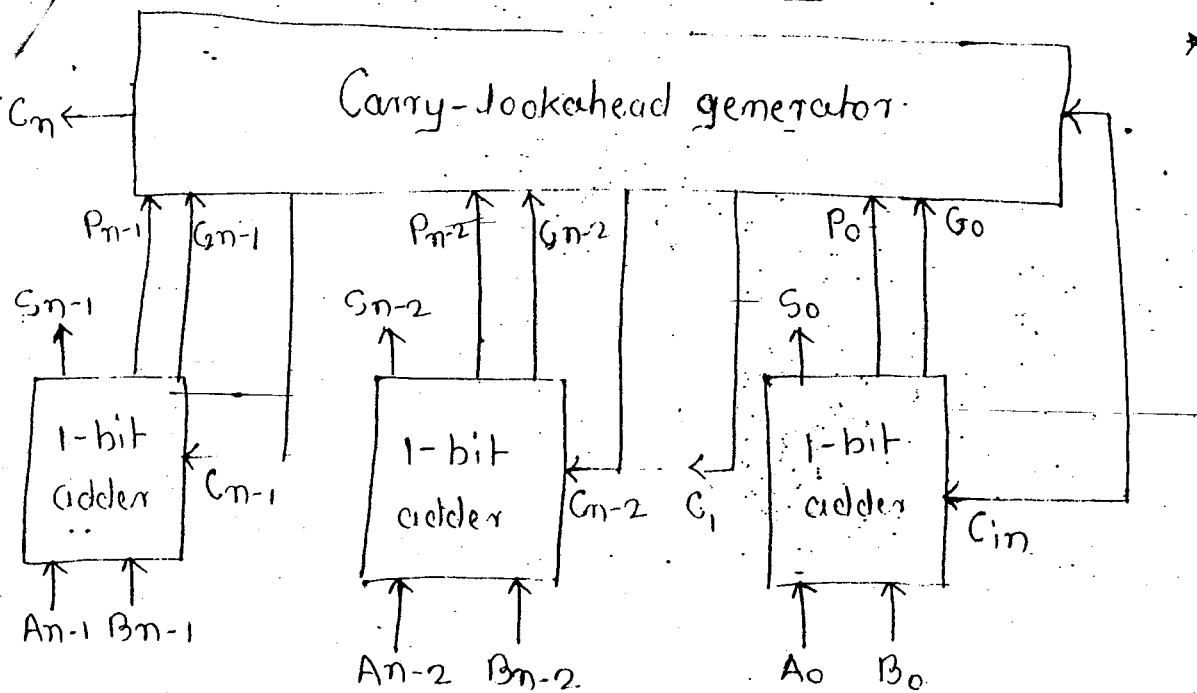 Carry-lookahead generator.
Cn
Pn-1 Gn-1 Pn-2 Gn-2 P0 G0
Sn-1 Sn-2 S0
1-bit adder
Cn-1
1-bit adder
Cn-2 C1
1-bit adder
Cin
An-1 Bn-1 An-2 Bn-2 A0 B0